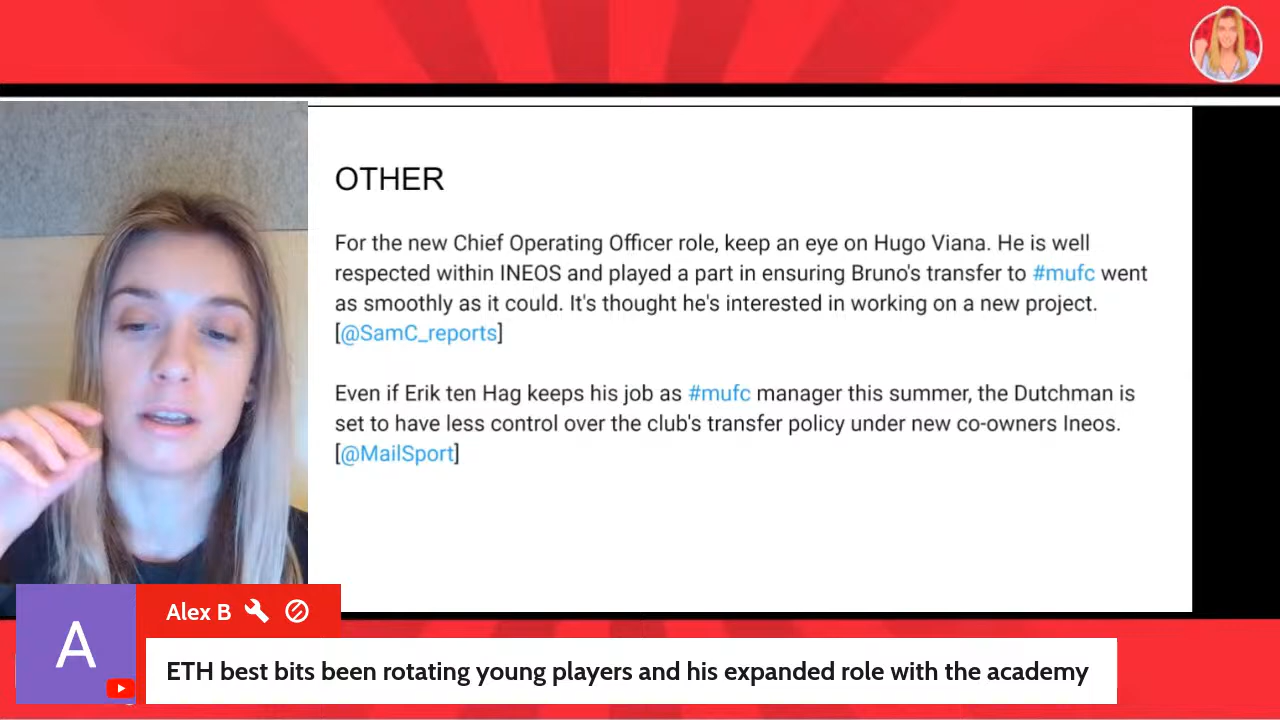 OTHER
For the new Chief Operating Officer role, keep an eye on Hugo Viana. He is well
respected within INEOS and played a part in ensuring Bruno's transfer to #mufc went
as smoothly as it could. It's thought he's interested in working on a new project.
[@SamC_reports]
Even if Erik ten Hag keeps his job as #mufc manager this summer, the Dutchman is
set to have less control over the club's transfer policy under new co-owners Ineos.
[@MailSport]
A
Alex B
ETH best bits been rotating young players and his expanded role with the academy